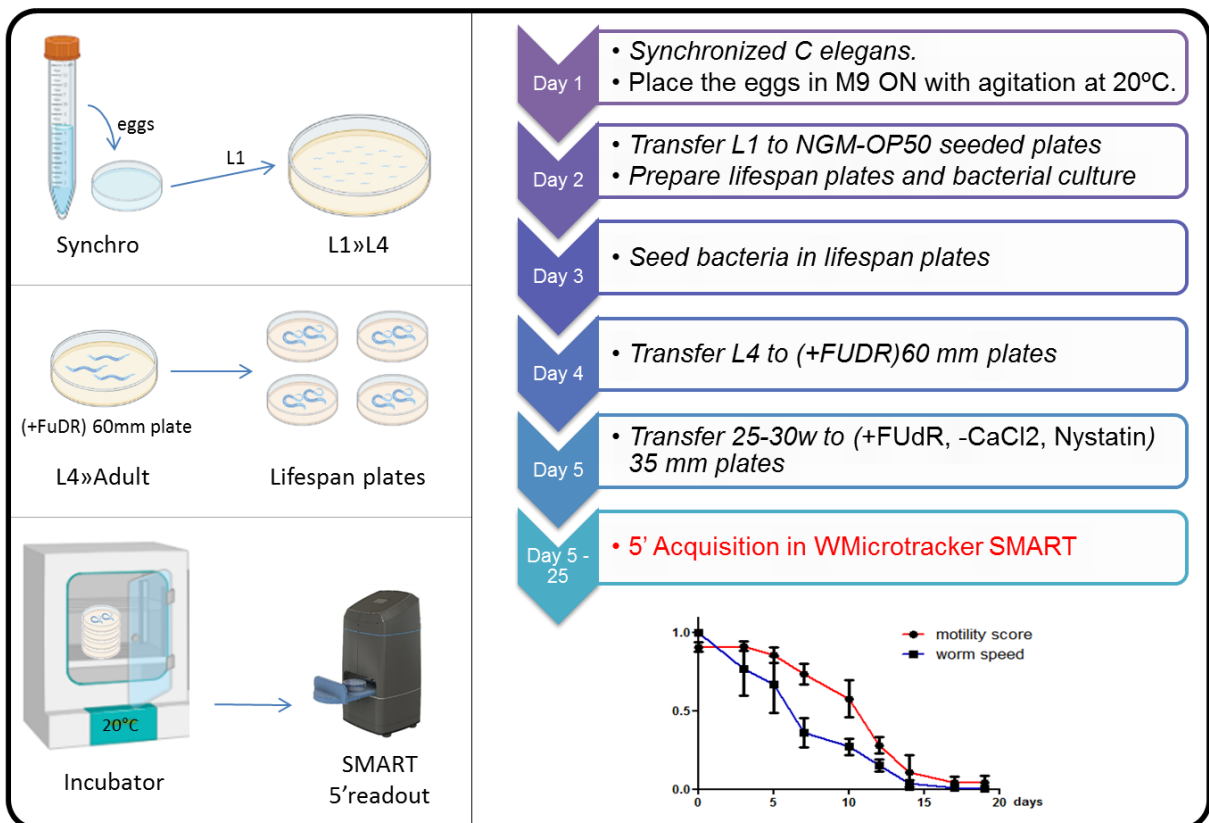 eggs
L1
Synchro
L1»L4
(+FuDR) 60mm plate
L4»Adult
Lifespan plates
20°C
Incubator
SMART
5'readout
Day 1
• Synchronized C elegans.
• Place the eggs in M9 ON with agitation at 20ºC.
Day 2
• Transfer L1 to NGM-OP50 seeded plates
• Prepare lifespan plates and bacterial culture
Day 3
• Seed bacteria in lifespan plates
Day 4
• Transfer L4 to (+FUDR)60 mm plates
Day 5
• Transfer 25-30w to (+FUdR, -CaCl2, Nystatin)
35 mm plates
Day 5 -
25
• 5' Acquisition in WMicrotracker SMART
motility score
worm speed
1.0
0.5
0.0
0 5 10 15 20 days